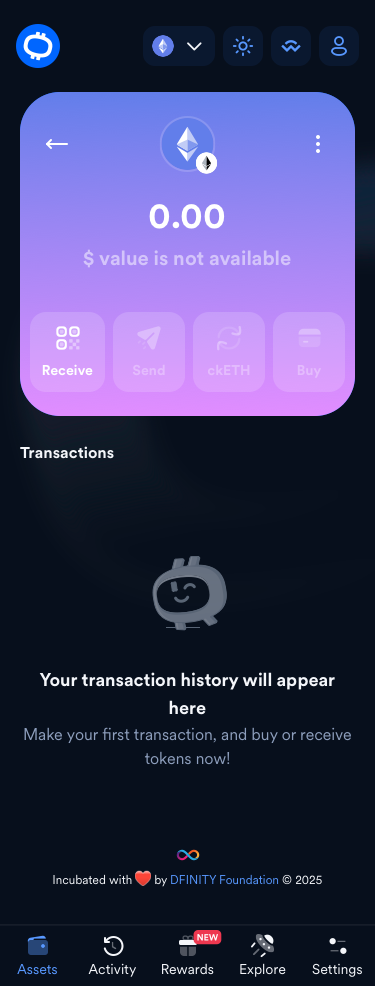 0.00
$ value is not available
Receive
Send
ckETH
Buy
Transactions
Your transaction history will appear
here
Make your first transaction, and buy or receive
tokens now!
Incubated with ❤️ by DFINITY Foundation © 2025
NEW
Assets
Activity
Rewards
Explore
Settings